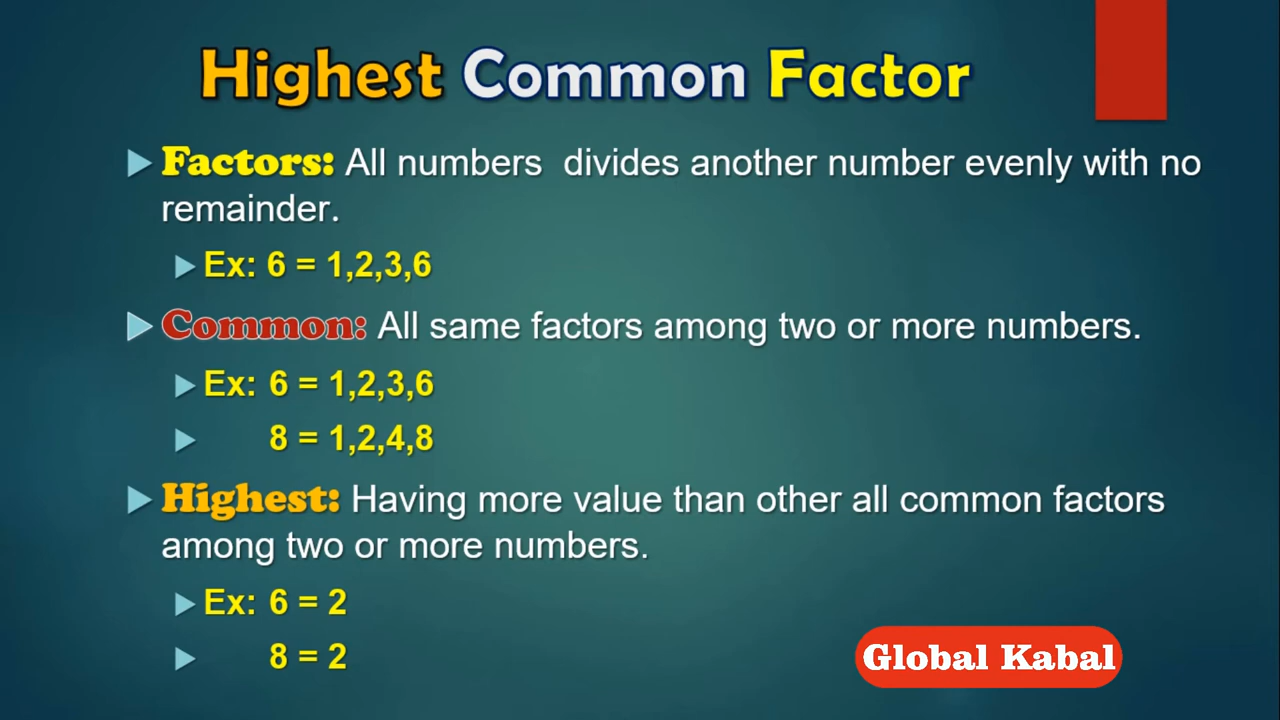 Highest Common Factor
Factors: All numbers divides another number evenly with no
remainder.
Ex: 6 = 1,2,3,6
Common: All same factors among two or more numbers.
Ex: 6 = 1,2,3,6
8 = 1,2,4,8
Highest: Having more value than other all common factors
among two or more numbers.
Ex: 6 = 2
8 = 2
Global Kabal